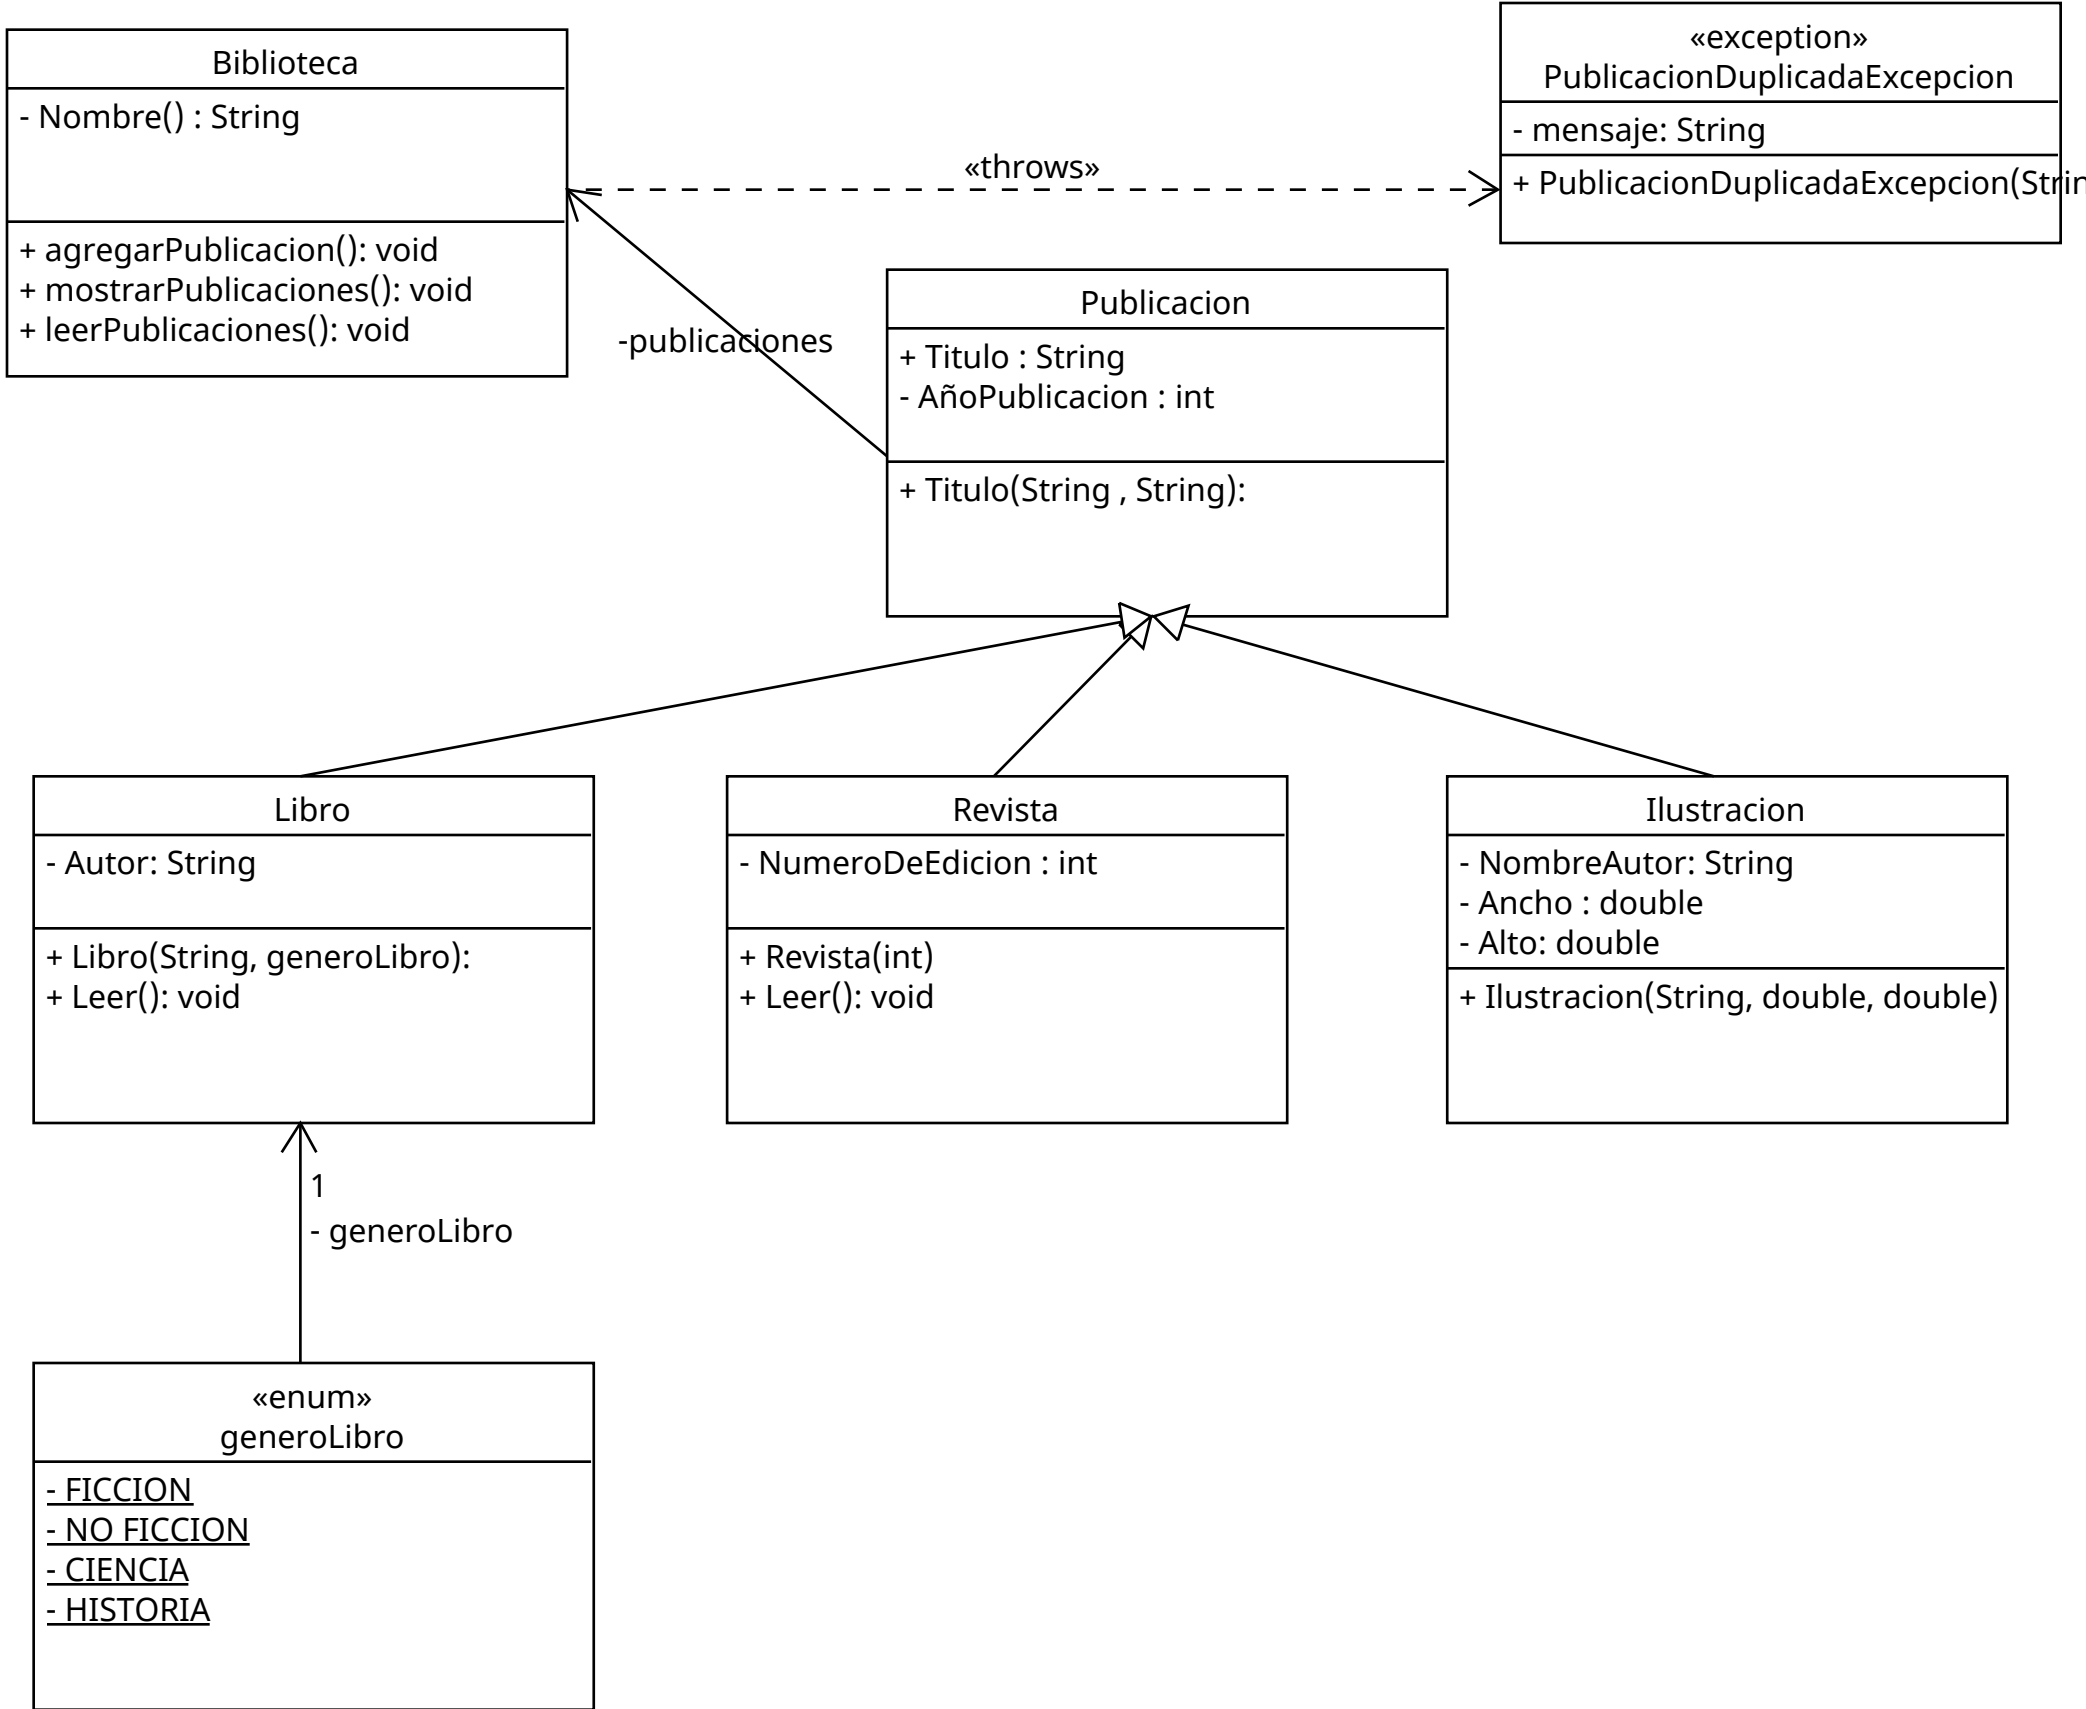 Biblioteca
- Nombre() : String
+ agregarPublicacion(): void
+ mostrarPublicaciones(): void
+ leerPublicaciones(): void
«throws»
«exception»
PublicacionDuplicadaExcepcion
- mensaje: String
+ PublicacionDuplicadaExcepcion(Strin
-publicaciones
Publicacion
+ Titulo : String
- AñoPublicacion : int
+ Titulo(String , String):
Libro
- Autor: String
+ Libro(String, generoLibro):
+ Leer(): void
Revista
- NumeroDeEdicion : int
+ Revista(int)
+ Leer(): void
Ilustracion
- NombreAutor: String
- Ancho : double
- Alto: double
+ Ilustracion(String, double, double)
1
- generoLibro
«enum»
generoLibro
- FICCION
- NO FICCION
- CIENCIA
- HISTORIA